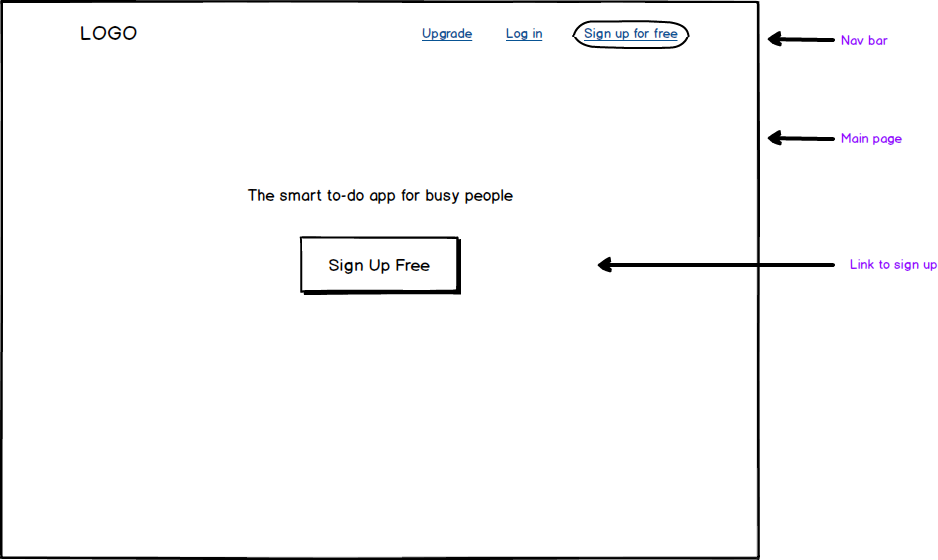 LOGO
Upgrade
Log in
Sign up for free
Nav bar
Main page
The smart to-do app for busy people
Sign Up Free
Link to sign up